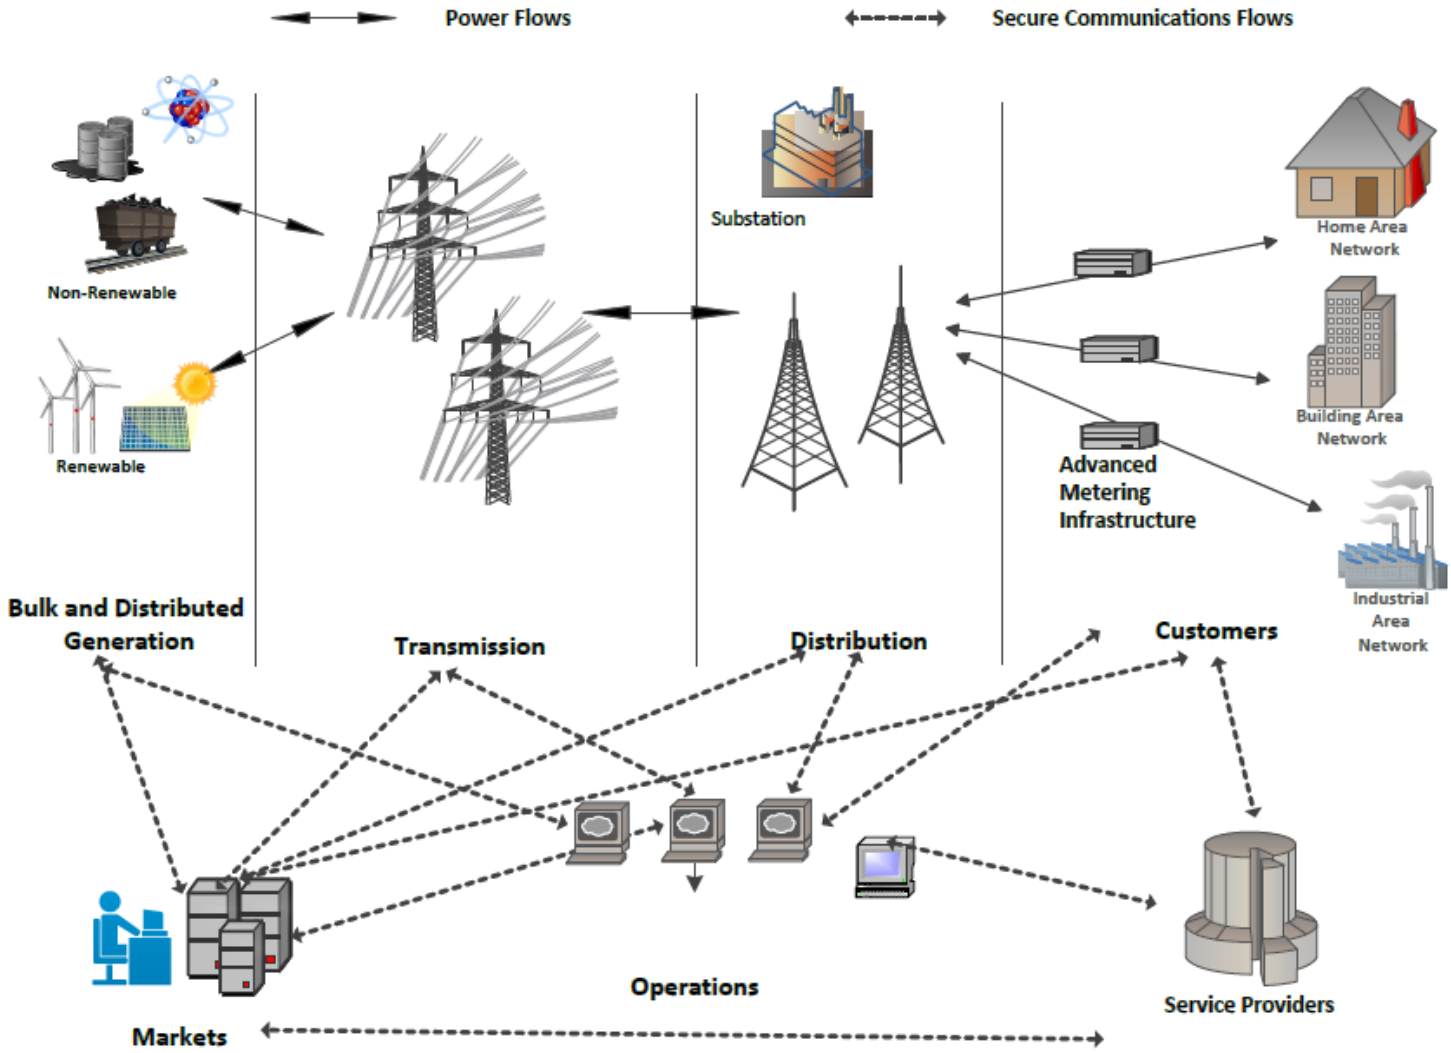 Power Flows
Secure Communications Flows
Non-Renewable
Renewable
Substation
Home Area
Network
Building Area
Network
Advanced
Metering
Infrastructure
Industrial
Area
Network
Bulk and Distributed
Generation
Transmission
Distribution
Customers
Operations
Service Providers
Markets